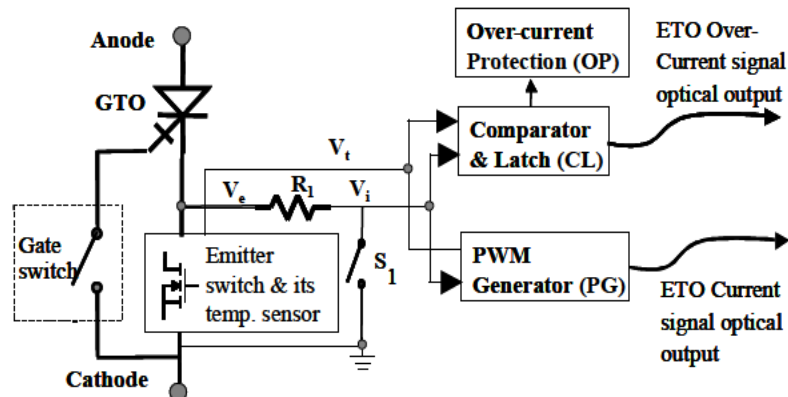 Anode
GTO
Over-current
Protection (OP)
ETO Over-
Current signal
optical output
Comparator
& Latch (CL)
V_t
V_e
R_1
V_i
Gate
switch
Emitter
switch & its
temp. sensor
S_1
PWM
Generator (PG)
ETO Current
signal optical
output
Cathode